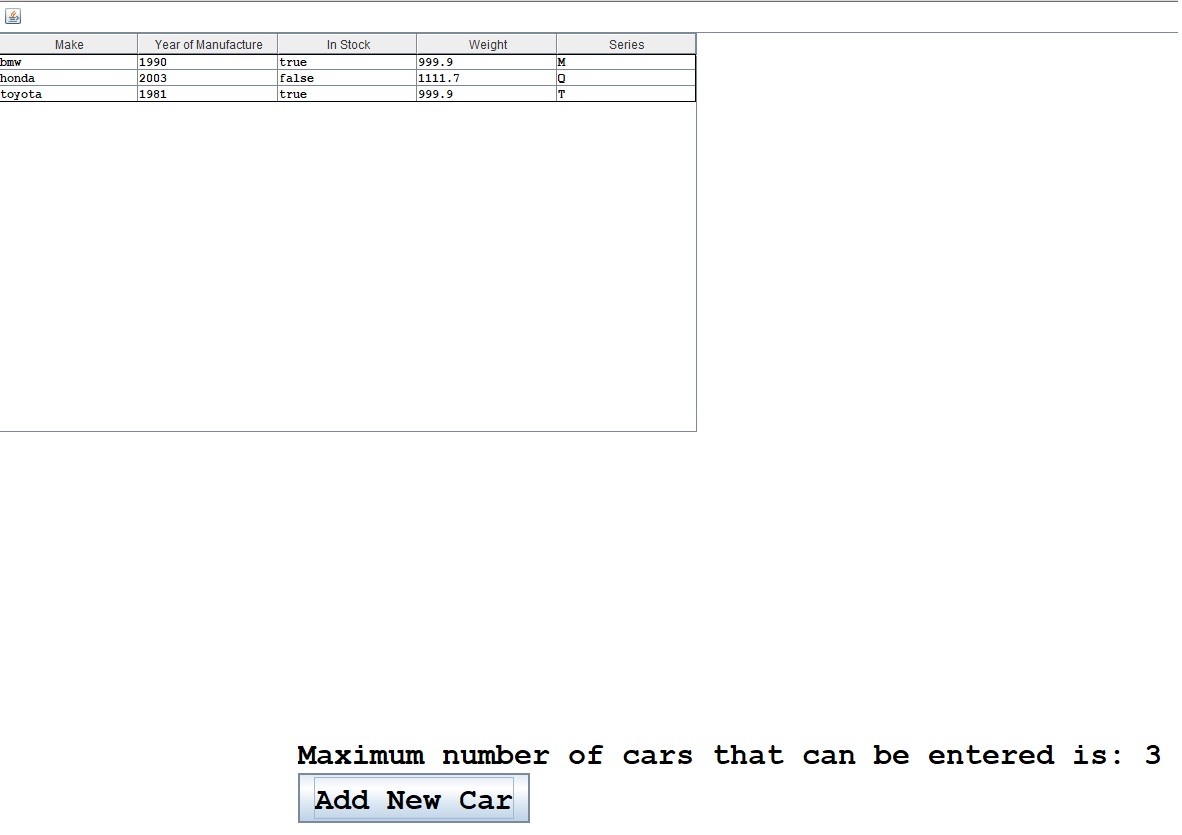 Make Year of Manufacture In Stock Weight Series
bmw 1990 true 999.9 M
honda 2003 false 1111.7 Q
toyota 1981 true 999.9 T
Maximum number of cars that can be entered is: 3
Add New Car